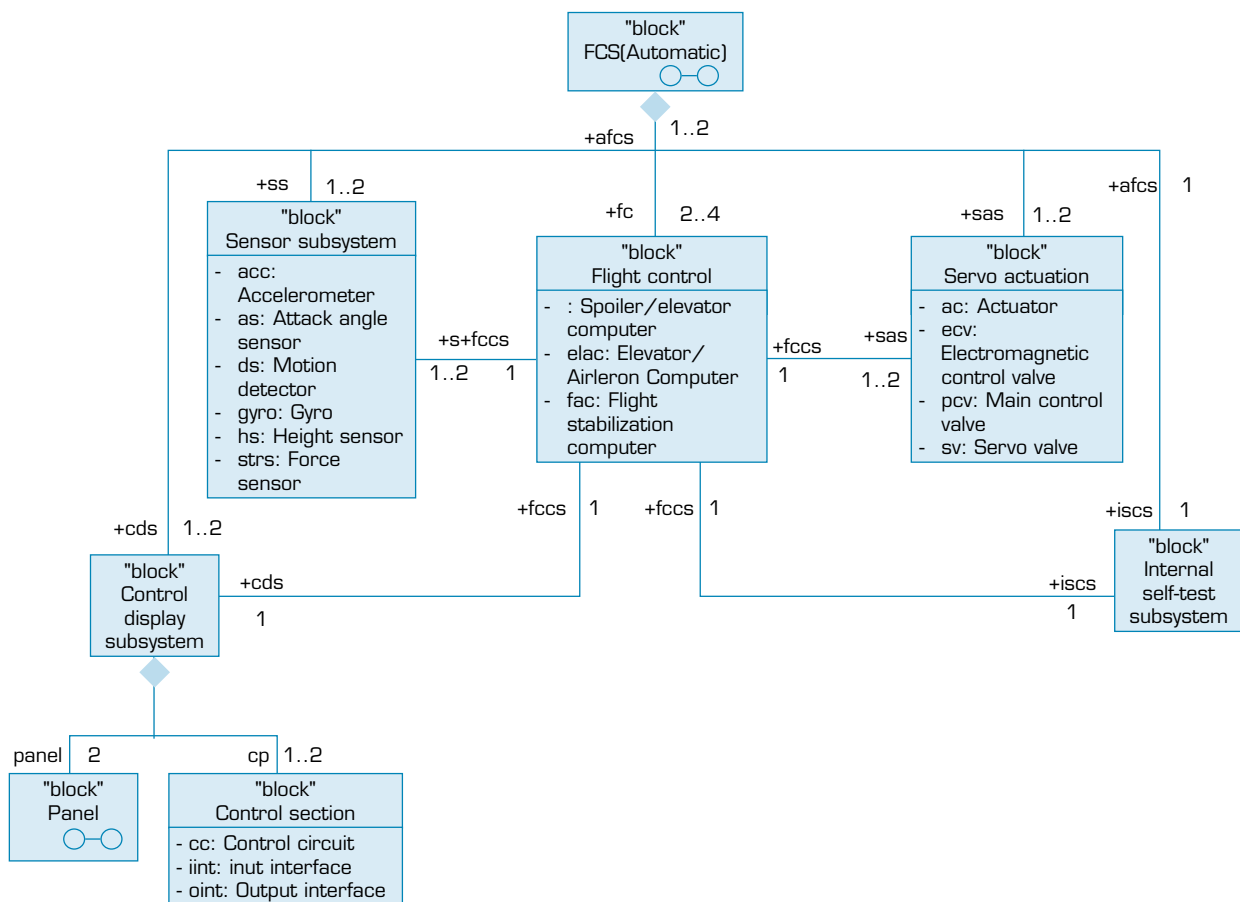 "block"
FCS(Automatic)
1..2
+afcs
+ss
1..2
+fc
2..4
+sas
1..2
+afcs
1
"block"
Sensor subsystem
- acc:
Accelerometer
- as: Attack angle
sensor
- ds: Motion
detector
- gyro: Gyro
- hs: Height sensor
- strs: Force
sensor
+s+fccs
1..2
1
"block"
Flight control
- : Spoiler/elevator
computer
- elac: Elevator/
Airleron Computer
- fac: Flight
stabilization
computer
+fccs
1
+sas
1..2
"block"
Servo actuation
- ac: Actuator
- ecv:
Electromagnetic
control valve
- pcv: Main control
valve
- sv: Servo valve
+cds
1..2
+fccs
1
+fccs
1
+iscs
1
"block"
Control
display
subsystem
+cds
1
+iscs
1
"block"
Internal
self-test
subsystem
panel
2
cp
1..2
"block"
Panel
"block"
Control section
- cc: Control circuit
- iint: inut interface
- oint: Output interface